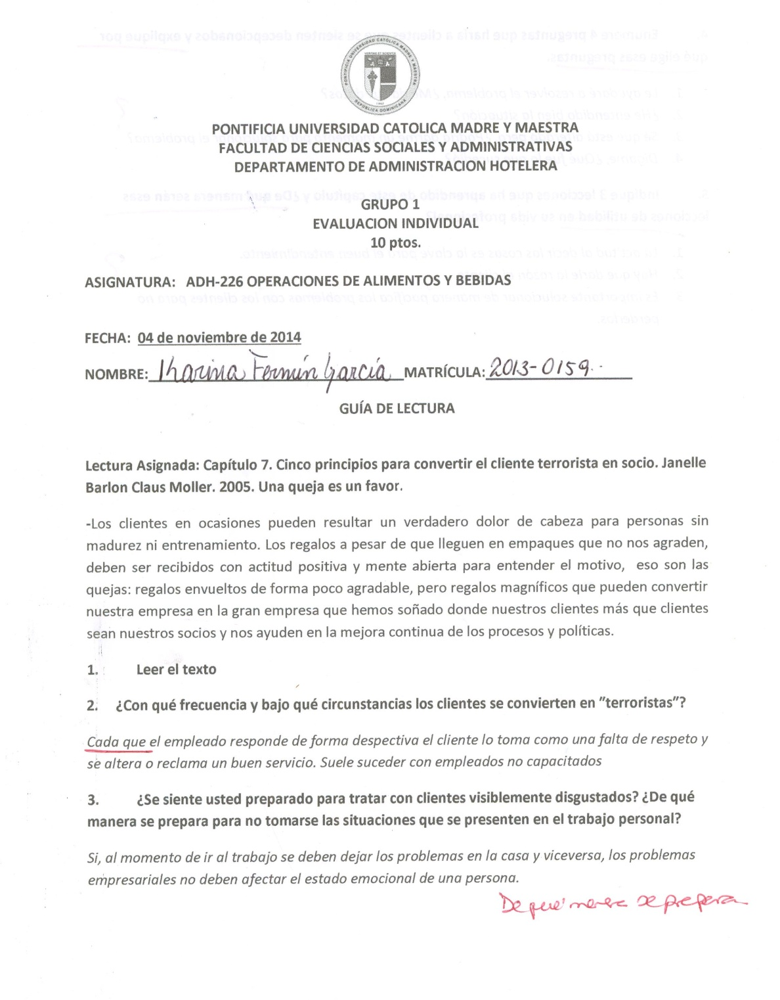 PONTIFICIA UNIVERSIDAD CATOLICA MADRE Y MAESTRA
REPUBLICA DOMINICANA
PONTIFICIA UNIVERSIDAD CATOLICA MADRE Y MAESTRA
FACULTAD DE CIENCIAS SOCIALES Y ADMINISTRATIVAS
DEPARTAMENTO DE ADMINISTRACION HOTELERA
GRUPO 1
EVALUACION INDIVIDUAL
10 ptos.
ASIGNATURA: ADH-226 OPERACIONES DE ALIMENTOS Y BEBIDAS
FECHA: 04 de noviembre de 2014
NOMBRE: Kharina Fermín García MATRÍCULA: 2013-0159.
GUÍA DE LECTURA
Lectura Asignada: Capítulo 7. Cinco principios para convertir el cliente terrorista en socio. Janelle
Barlon Claus Moller. 2005. Una queja es un favor.
-Los clientes en ocasiones pueden resultar un verdadero dolor de cabeza para personas sin
madurez ni entrenamiento. Los regalos a pesar de que lleguen en empaques que no nos agraden,
deben ser recibidos con actitud positiva y mente abierta para entender el motivo, eso son las
quejas: regalos envueltos de forma poco agradable, pero regalos magníficos que pueden convertir
nuestra empresa en la gran empresa que hemos soñado donde nuestros clientes más que clientes
sean nuestros socios y nos ayuden en la mejora continua de los procesos y políticas.
1. Leer el texto
2. ¿Con qué frecuencia y bajo qué circunstancias los clientes se convierten en "terroristas"?
Cada que el empleado responde de forma despectiva el cliente lo toma como una falta de respeto y
se altera o reclama un buen servicio. Suele suceder con empleados no capacitados
3. ¿Se siente usted preparado para tratar con clientes visiblemente disgustados? ¿De qué
manera se prepara para no tomarse las situaciones que se presenten en el trabajo personal?
Si, al momento de ir al trabajo se deben dejar los problemas en la casa y viceversa, los problemas
empresariales no deben afectar el estado emocional de una persona.
De qué manera se prepara